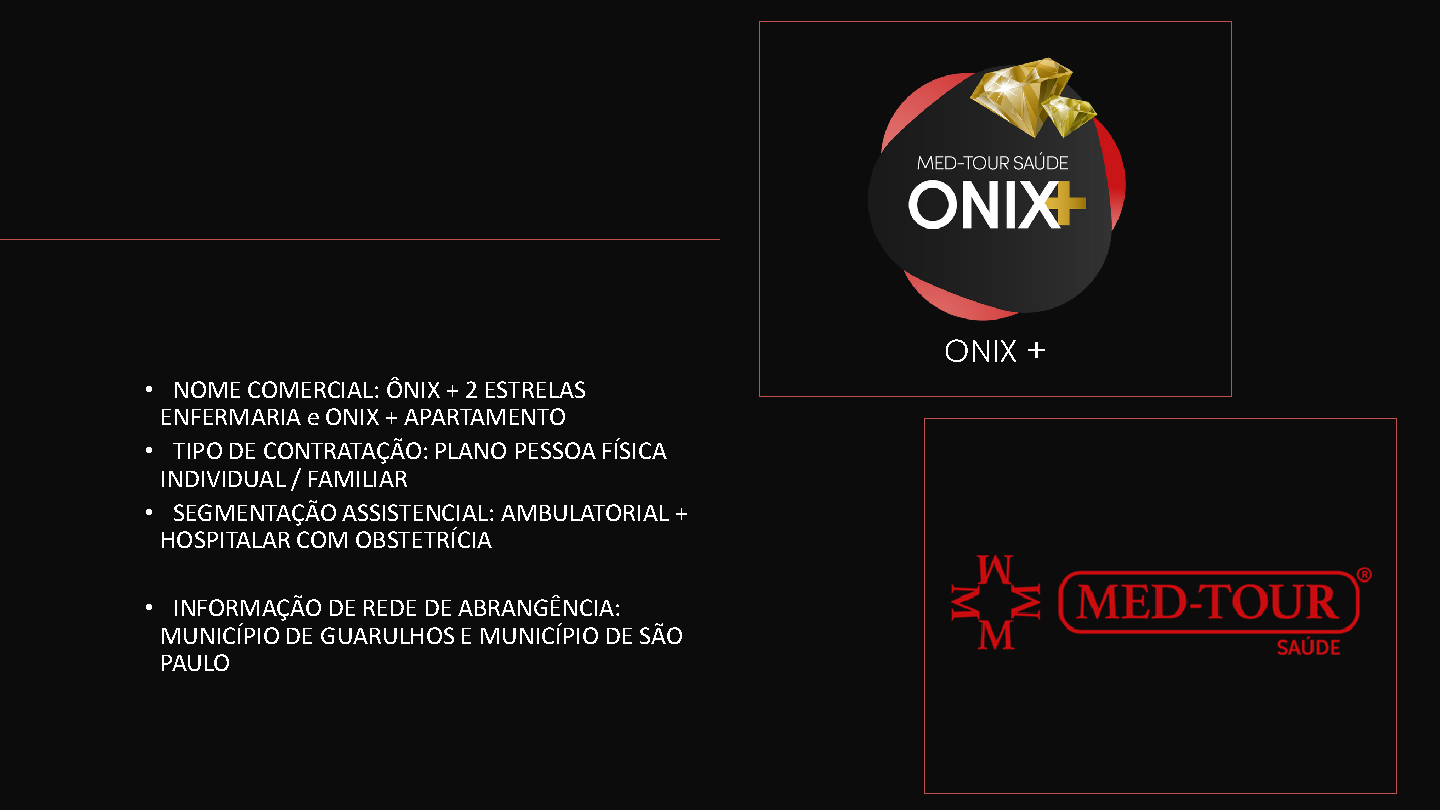 MED-TOUR SAÚDE
ONIX+
ONIX +
• NOME COMERCIAL: ÔNIX + 2 ESTRELAS
ENFERMARIA e ONIX + APARTAMENTO
• TIPO DE CONTRATAÇÃO: PLANO PESSOA FÍSICA
INDIVIDUAL / FAMILIAR
• SEGMENTAÇÃO ASSISTENCIAL: AMBULATORIAL +
HOSPITALAR COM OBSTETRÍCIA
• INFORMAÇÃO DE REDE DE ABRANGÊNCIA:
MUNICÍPIO DE GUARULHOS E MUNICÍPIO DE SÃO
PAULO
MED-TOUR®
SAÚDE